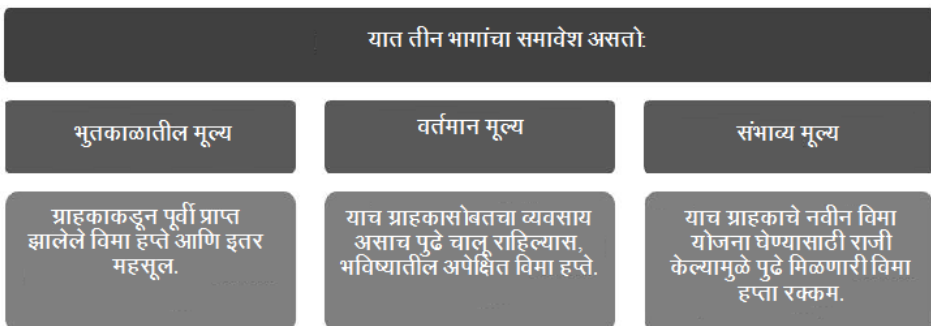 यात तीन भागांचा समावेश असतो:
भुतकाळातील मूल्य
वर्तमान मूल्य
संभाव्य मूल्य
ग्राहकाकडून पूर्वी प्राप्त
झालेले विमा हप्ते आणि इतर
महसूल.
याच ग्राहकासोबतचा व्यवसाय
असाच पुढे चालू राहिल्यास,
भविष्यातील अपेक्षित विमा हप्ते.
याच ग्राहकाचे नवीन विमा
योजना घेण्यासाठी राजी
केल्यामुळे पुढे मिळणारी विमा
हप्ता रक्कम.